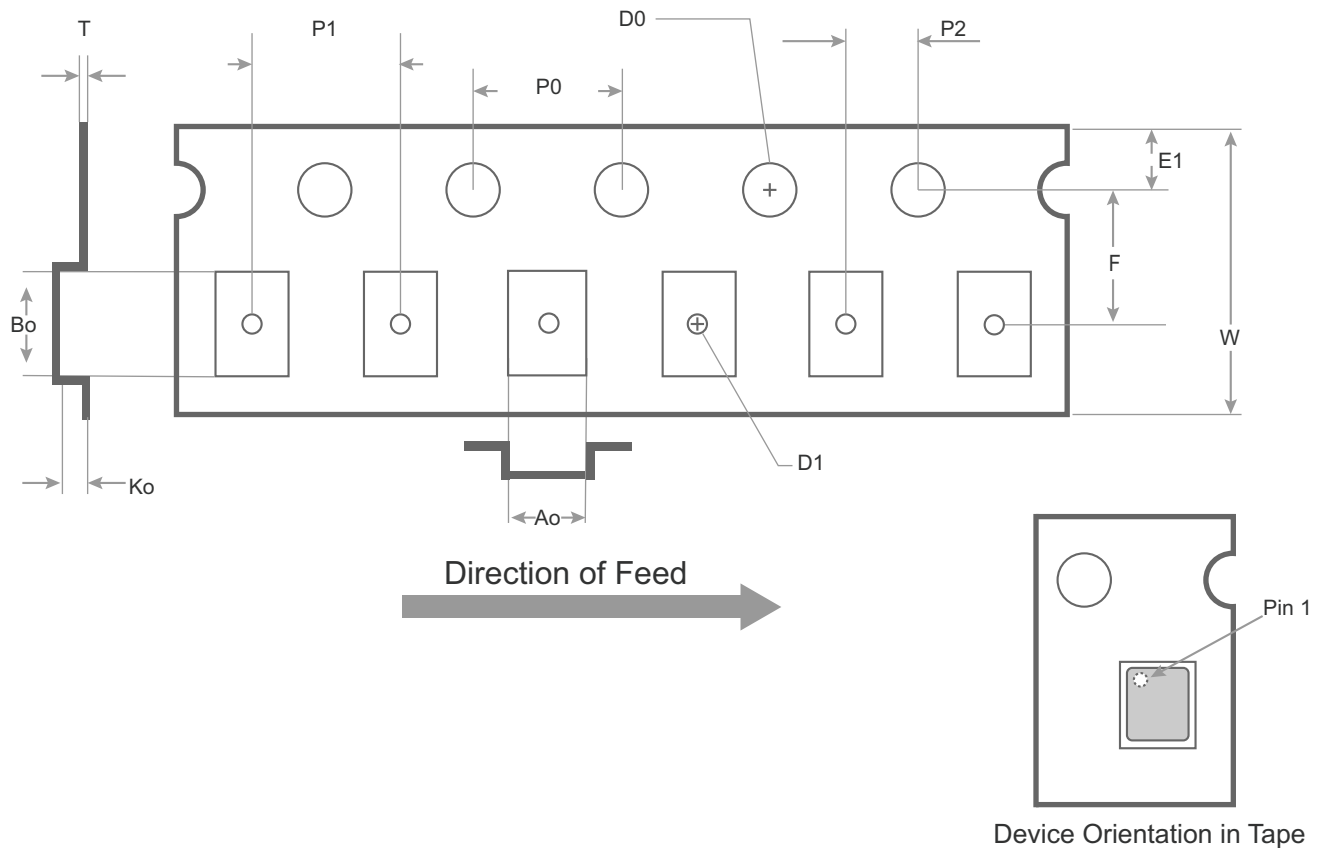 T
P1
D0
P2
P0
E1
F
Bo
W
D1
Ko
Ao
Direction of Feed
Pin 1
Device Orientation in Tape